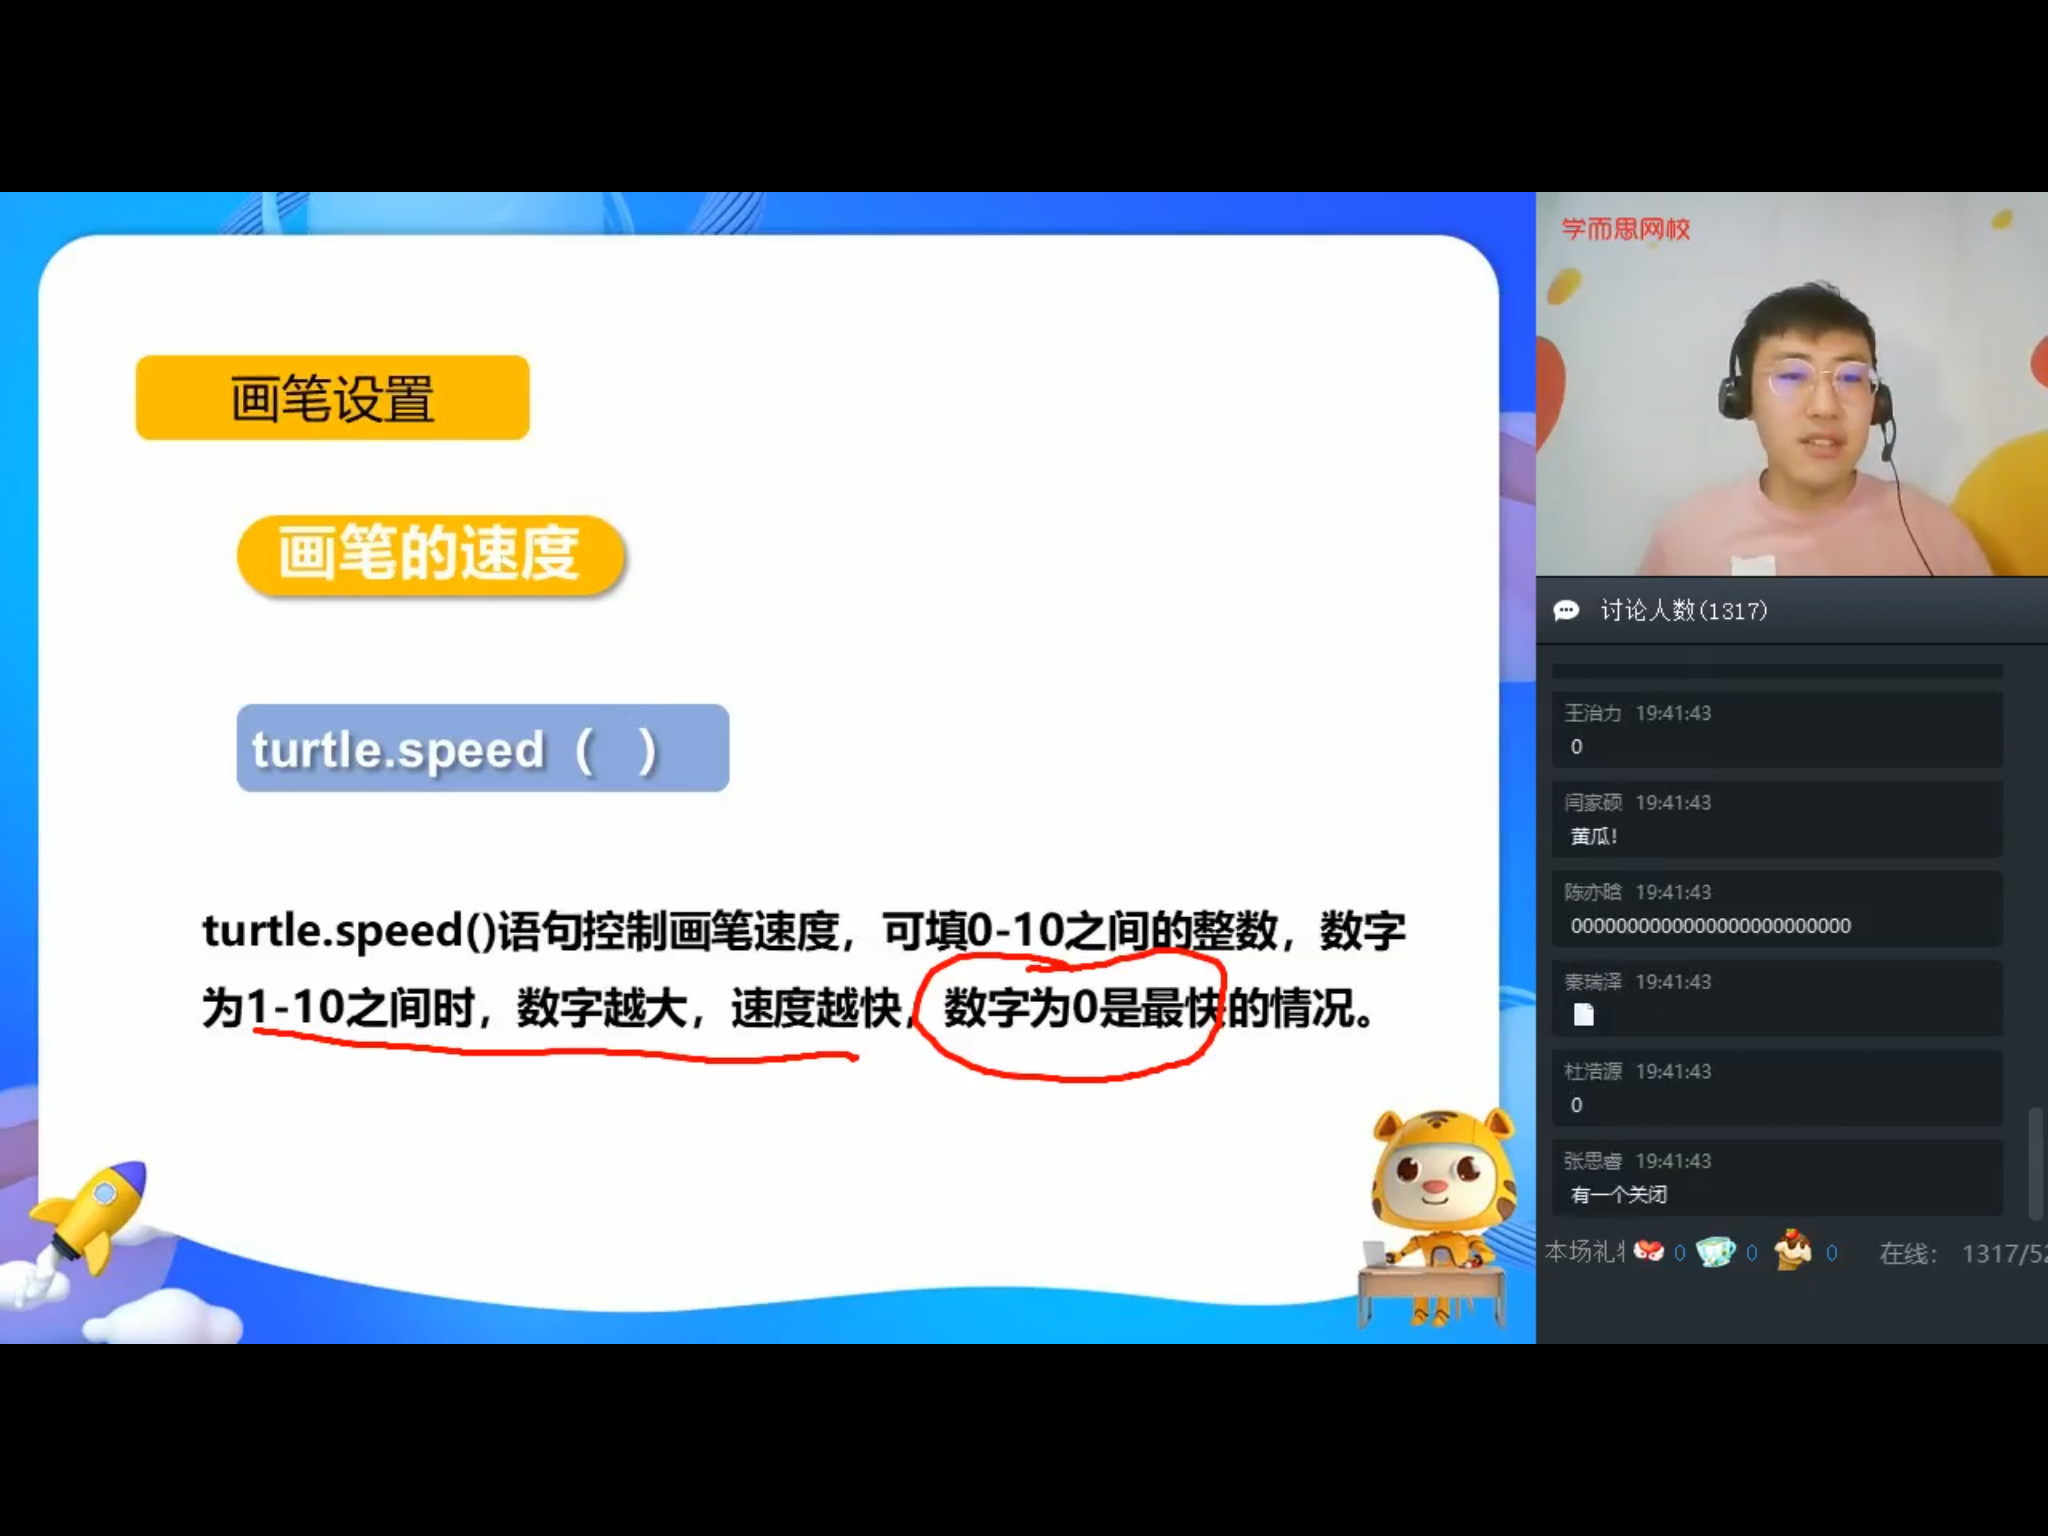 画笔设置
画笔的速度
turtle.speed（ ）
turtle.speed()语句控制画笔速度，可填0-10之间的整数，数字
为1-10之间时，数字越大，速度越快，数字为0是最快的情况。
学而思网校
讨论人数(1317)
王治力 19:41:43
0
闫家硕 19:41:43
黄瓜!
陈亦晗 19:41:43
0000000000000000000000000
秦瑞泽 19:41:43
杜浩源 19:41:43
0
张思睿 19:41:43
有一个关闭
本场礼 0 0 0 在线: 1317/52